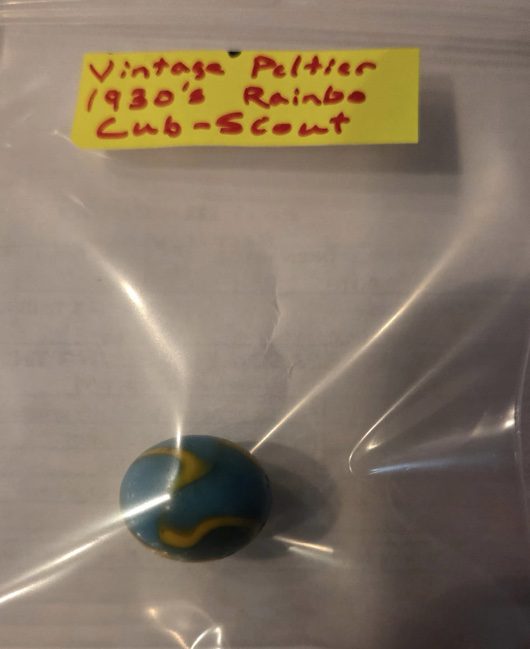 Vintage Peltier
1930's Rainbo
Cub-Scout